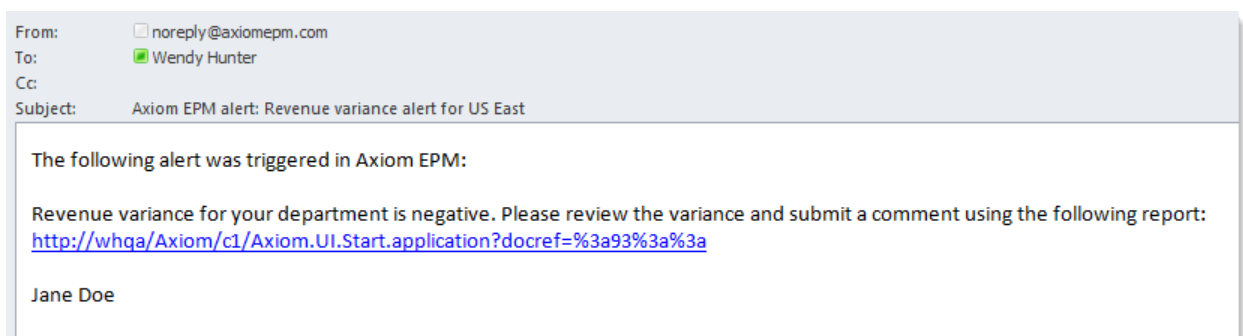 From: noreply@axiomepm.com
To: Wendy Hunter
Cc:
Subject: Axiom EPM alert: Revenue variance alert for US East
The following alert was triggered in Axiom EPM:
Revenue variance for your department is negative. Please review the variance and submit a comment using the following report:
http://whqa/Axiom/c1/Axiom.UI.Start.application?docref=%3a93%3a%3a
Jane Doe